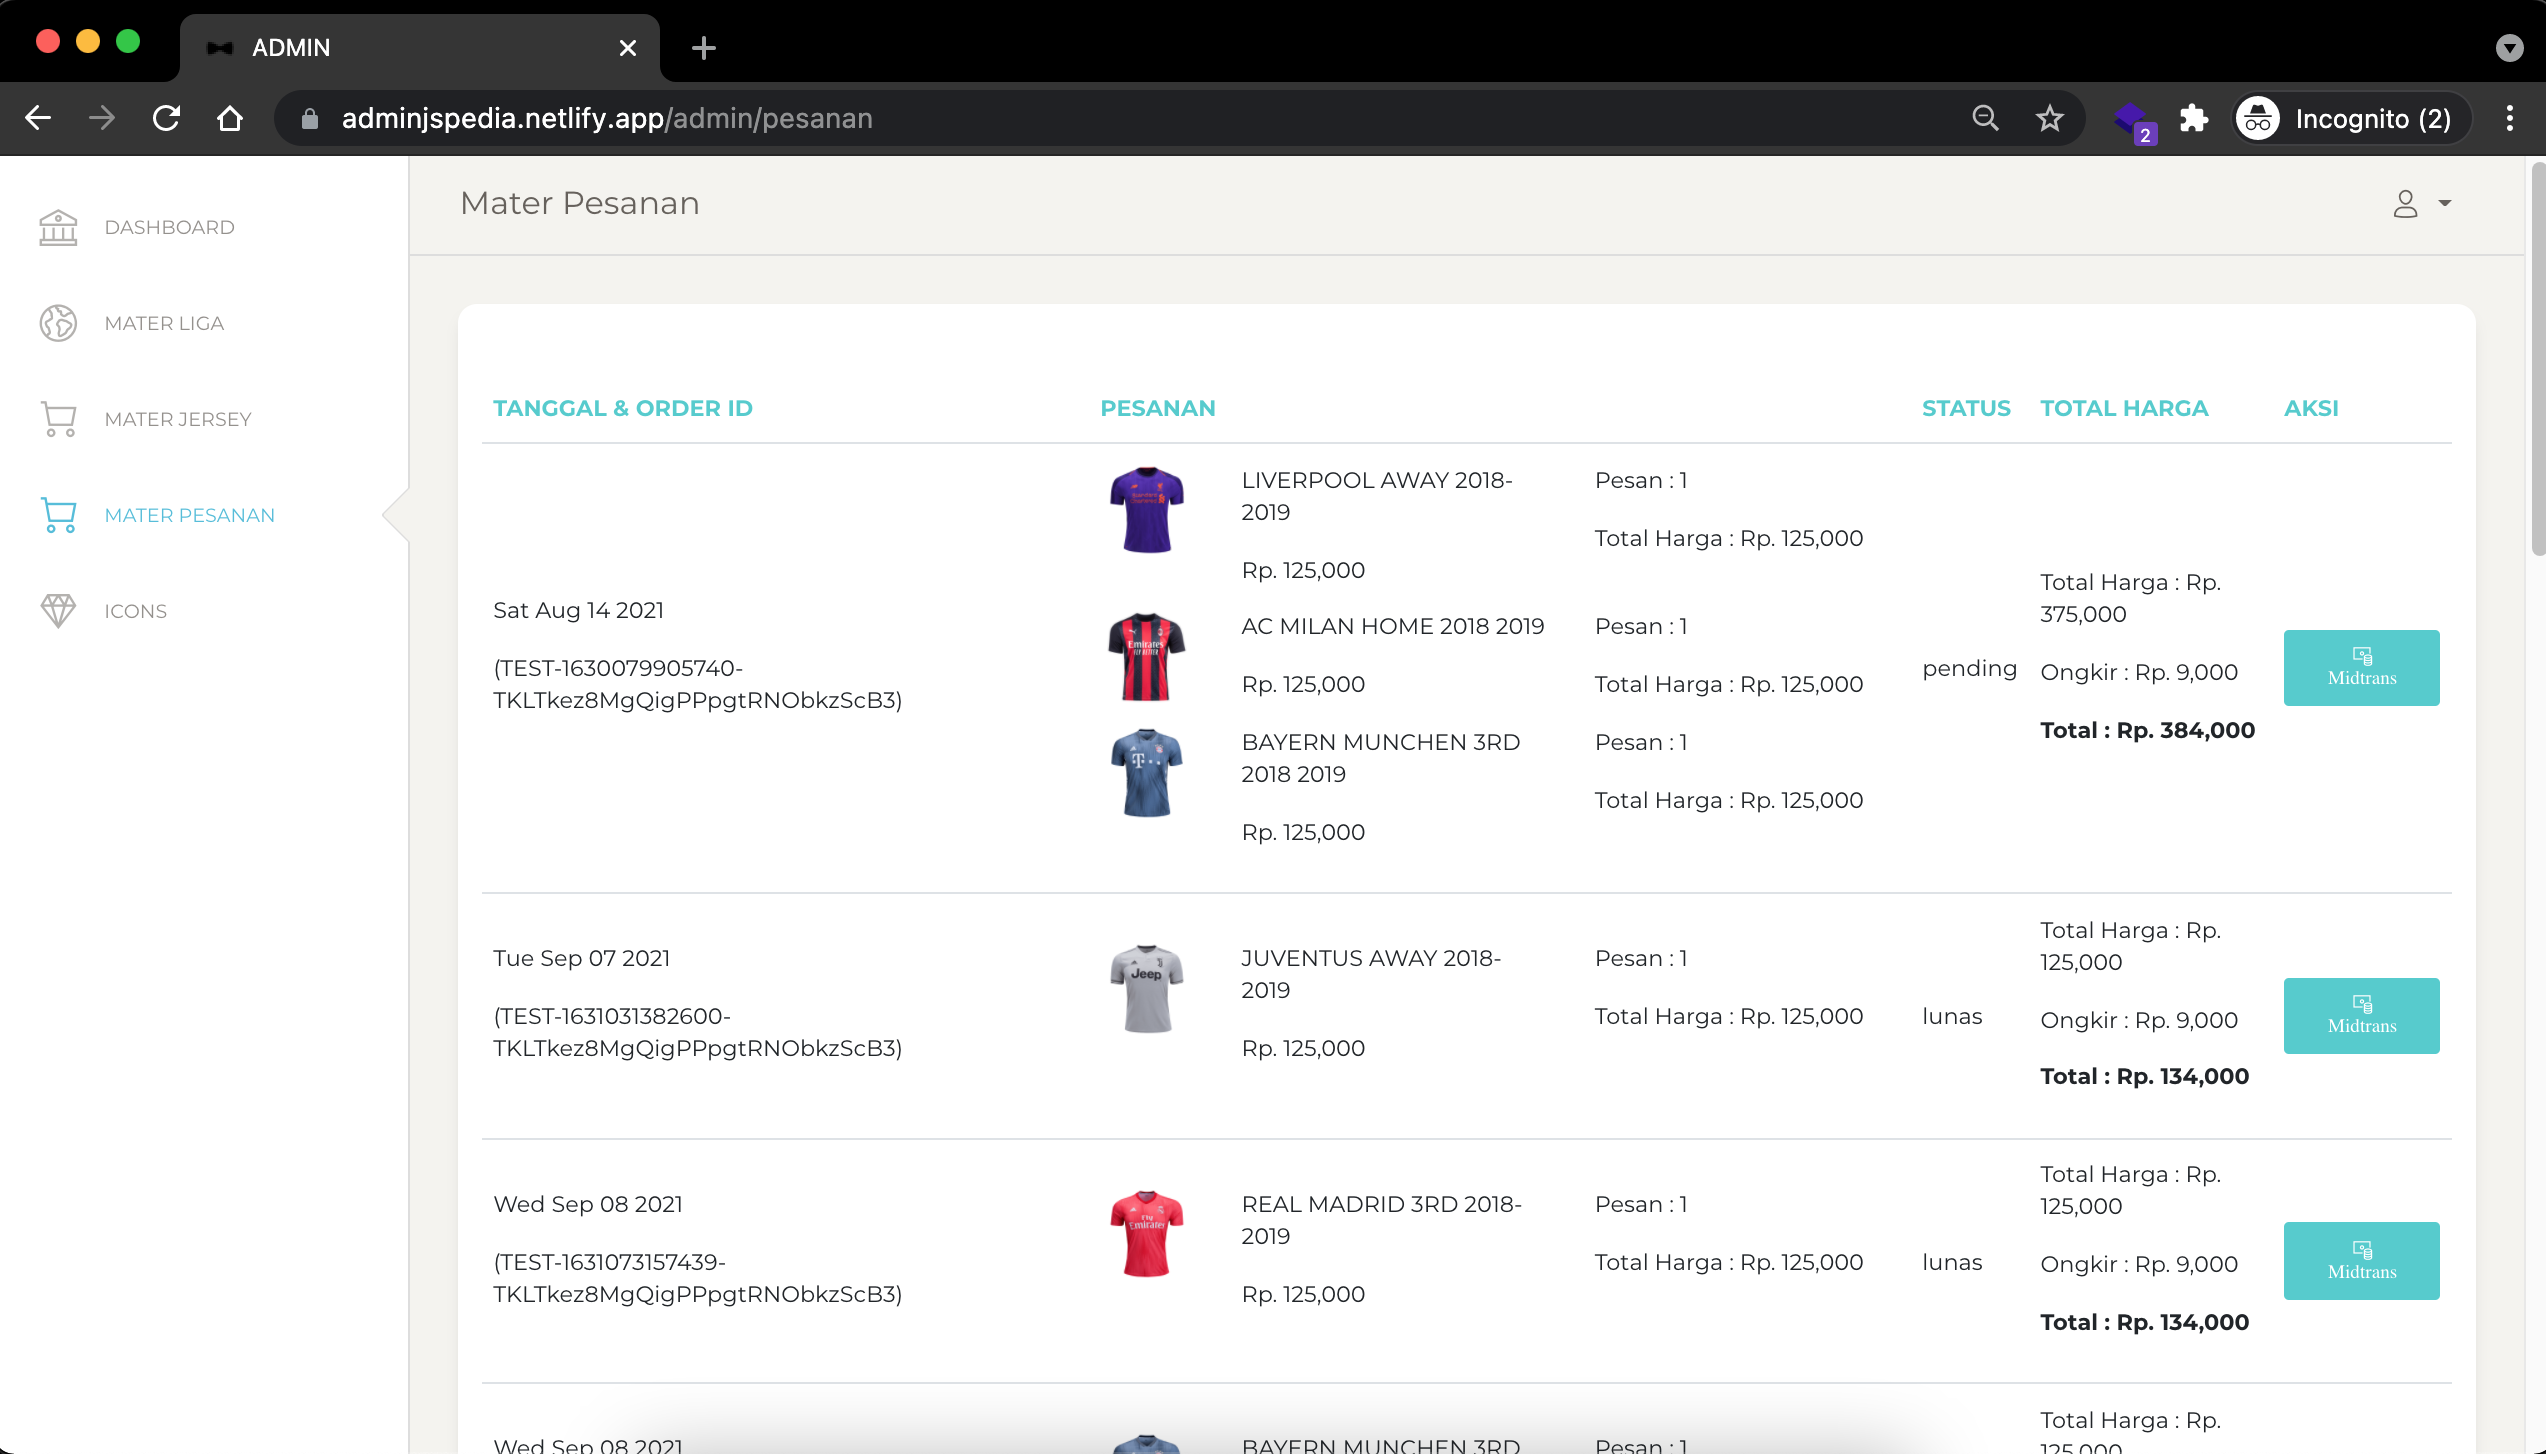 ADMIN
adminjspedia.netlify.app/admin/pesanan
2
Incognito (2)
Mater Pesanan
DASHBOARD
MATER LIGA
MATER JERSEY
MATER PESANAN
ICONS
TANGGAL & ORDER ID PESANAN STATUS TOTAL HARGA AKSI
Sat Aug 14 2021
(TEST-1630079905740-
TKLTkez8MgQigPPpgtRNObkzScB3)
LIVERPOOL AWAY 2018-
2019
Rp. 125,000
Pesan : 1
Total Harga : Rp. 125,000
Emirates
FLY BETTER
AC MILAN HOME 2018 2019
Rp. 125,000
Pesan : 1
Total Harga : Rp. 125,000
T
BAYERN MUNCHEN 3RD
2018 2019
Rp. 125,000
Pesan : 1
Total Harga : Rp. 125,000
pending
Total Harga : Rp.
375,000
Ongkir : Rp. 9,000
Total : Rp. 384,000
Midtrans
Tue Sep 07 2021
(TEST-1631031382600-
TKLTkez8MgQigPPpgtRNObkzScB3)
Jeep
JUVENTUS AWAY 2018-
2019
Rp. 125,000
Pesan : 1
Total Harga : Rp. 125,000
lunas
Total Harga : Rp.
125,000
Ongkir : Rp. 9,000
Total : Rp. 134,000
Midtrans
Wed Sep 08 2021
(TEST-1631073157439-
TKLTkez8MgQigPPpgtRNObkzScB3)
Fly
Emirates
REAL MADRID 3RD 2018-
2019
Rp. 125,000
Pesan : 1
Total Harga : Rp. 125,000
lunas
Total Harga : Rp.
125,000
Ongkir : Rp. 9,000
Total : Rp. 134,000
Midtrans
Wed Sep 08 2021
BAYERN MUNCHEN 3RD
Pesan : 1
Total Harga : Rp.
125,000